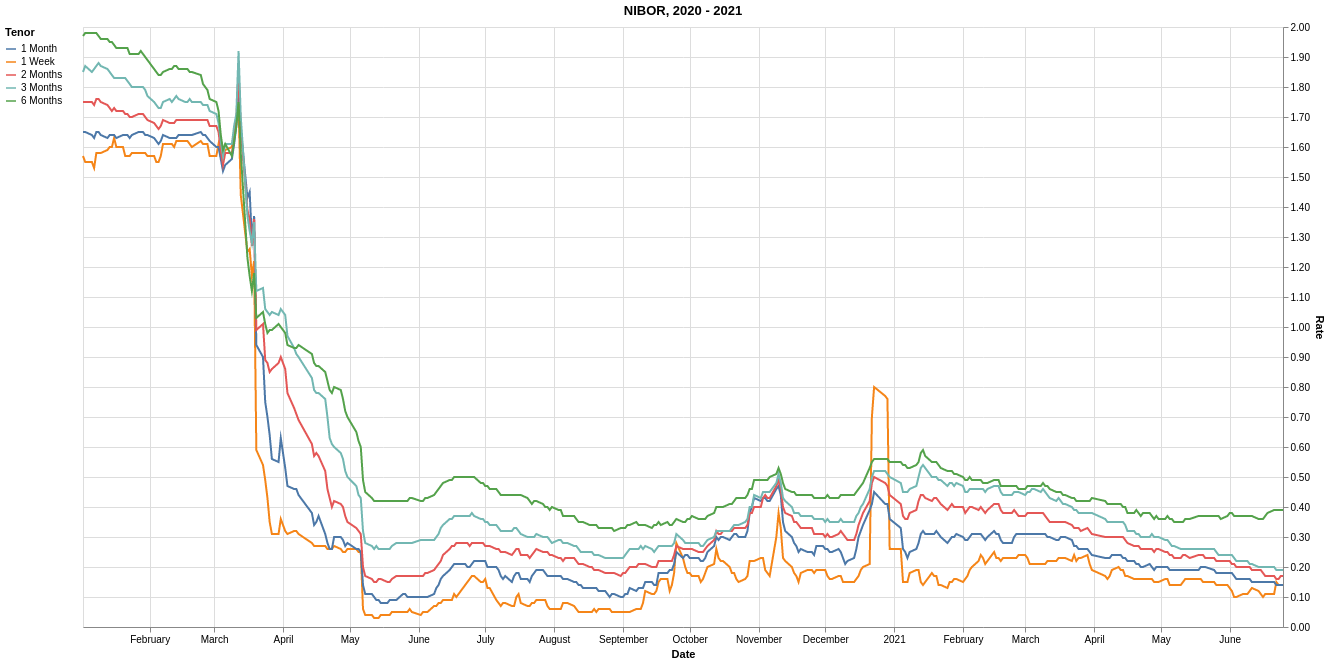 NIBOR, 2020 - 2021
Tenor
1 Month
1 Week
2 Months
3 Months
6 Months
2.00
1.90
1.80
1.70
1.60
1.50
1.40
1.30
1.20
1.10
1.00
0.90
0.80
0.70
0.60
0.50
0.40
0.30
0.20
0.10
0.00
Rate
February March April May June July August September October November December 2021 February March April May June
Date